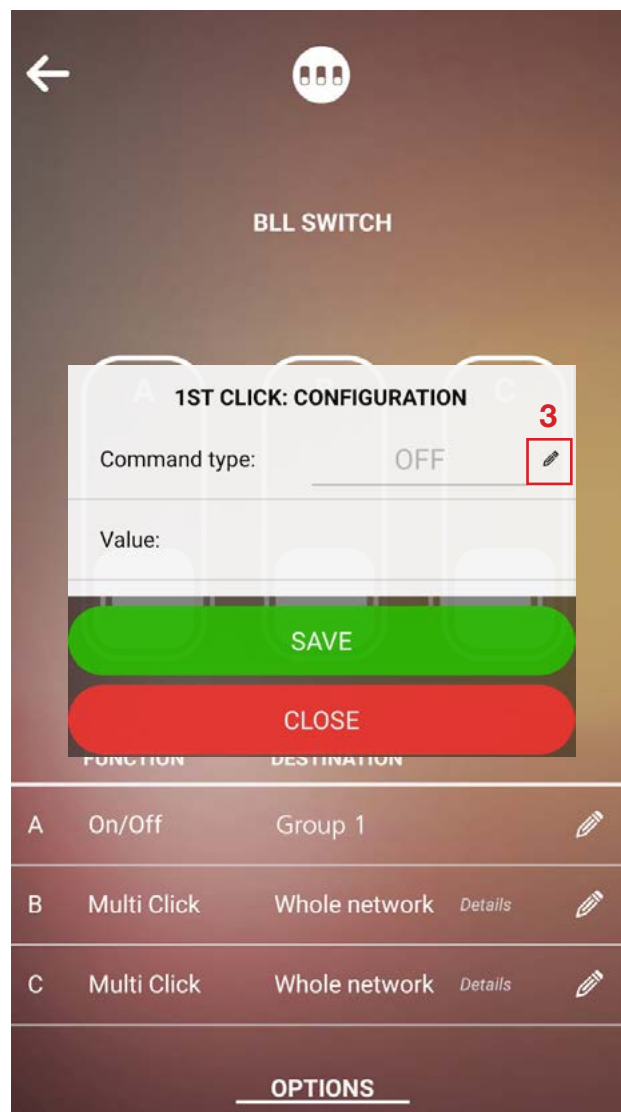 BLL SWITCH
A
C
1ST CLICK: CONFIGURATION
3
Command type: OFF
Value:
SAVE
CLOSE
FUNCTION DESTINATION
A On/Off Group 1
B Multi Click Whole network Details
C Multi Click Whole network Details
OPTIONS